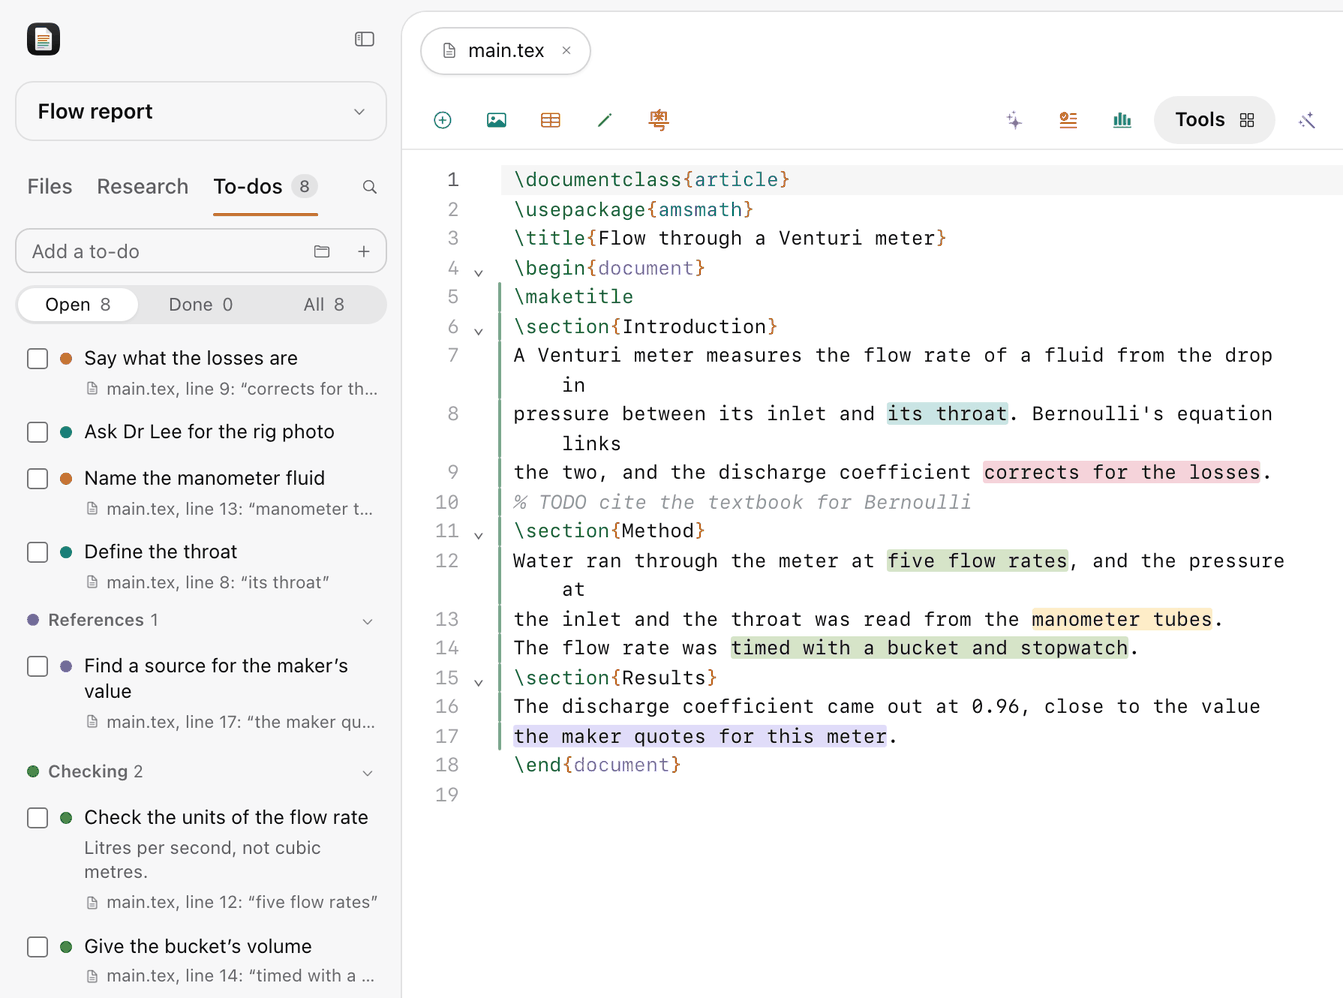 Flow report
Files Research To-dos 8
Add a to-do
Open 8 Done 0 All 8
Say what the losses are
main.tex, line 9: “corrects for th...
Ask Dr Lee for the rig photo
Name the manometer fluid
main.tex, line 13: “manometer t...
Define the throat
main.tex, line 8: “its throat”
References 1
Find a source for the maker’s
value
main.tex, line 17: “the maker qu...
Checking 2
Check the units of the flow rate
Litres per second, not cubic
metres.
main.tex, line 12: “five flow rates”
Give the bucket’s volume
main.tex, line 14: “timed with a ...
main.tex
Tools
1 \documentclass{article}
2 \usepackage{amsmath}
3 \title{Flow through a Venturi meter}
4 \begin{document}
5 \maketitle
6 \section{Introduction}
7 A Venturi meter measures the flow rate of a fluid from the drop
in
8 pressure between its inlet and its throat. Bernoulli's equation
links
9 the two, and the discharge coefficient corrects for the losses.
10 % TODO cite the textbook for Bernoulli
11 \section{Method}
12 Water ran through the meter at five flow rates, and the pressure
at
13 the inlet and the throat was read from the manometer tubes.
14 The flow rate was timed with a bucket and stopwatch.
15 \section{Results}
16 The discharge coefficient came out at 0.96, close to the value
17 the maker quotes for this meter.
18 \end{document}
19